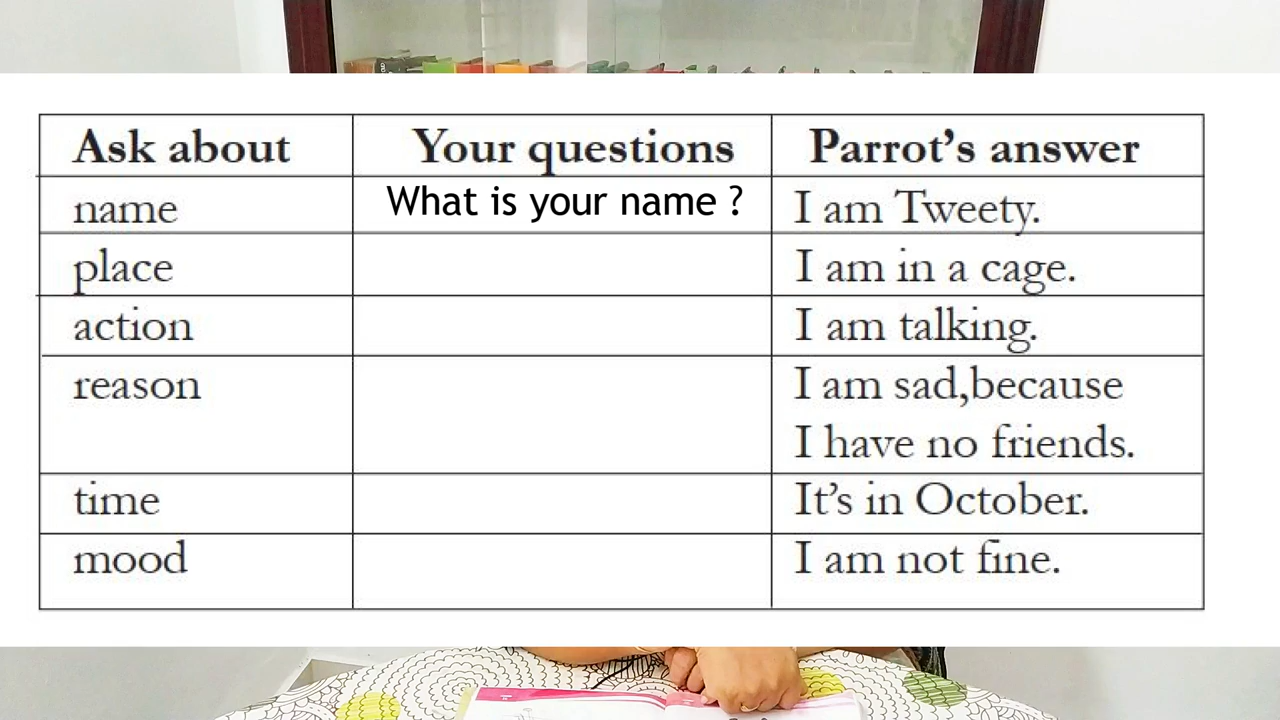 Ask about Your questions Parrot's answer
name What is your name ? I am Tweety.
place I am in a cage.
action I am talking.
reason I am sad,because
I have no friends.
time It's in October.
mood I am not fine.